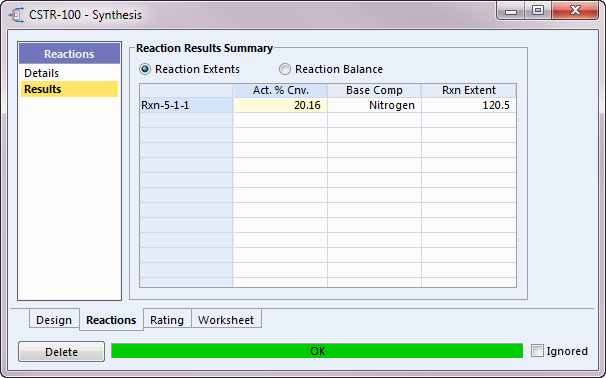 CSTR-100 - Synthesis
Reactions
Details
Results
Reaction Results Summary
Reaction Extents Reaction Balance
Act. % Cnv. Base Comp Rxn Extent
Rxn-5-1-1 20.16 Nitrogen 120.5
Design Reactions Rating Worksheet
Delete OK Ignored